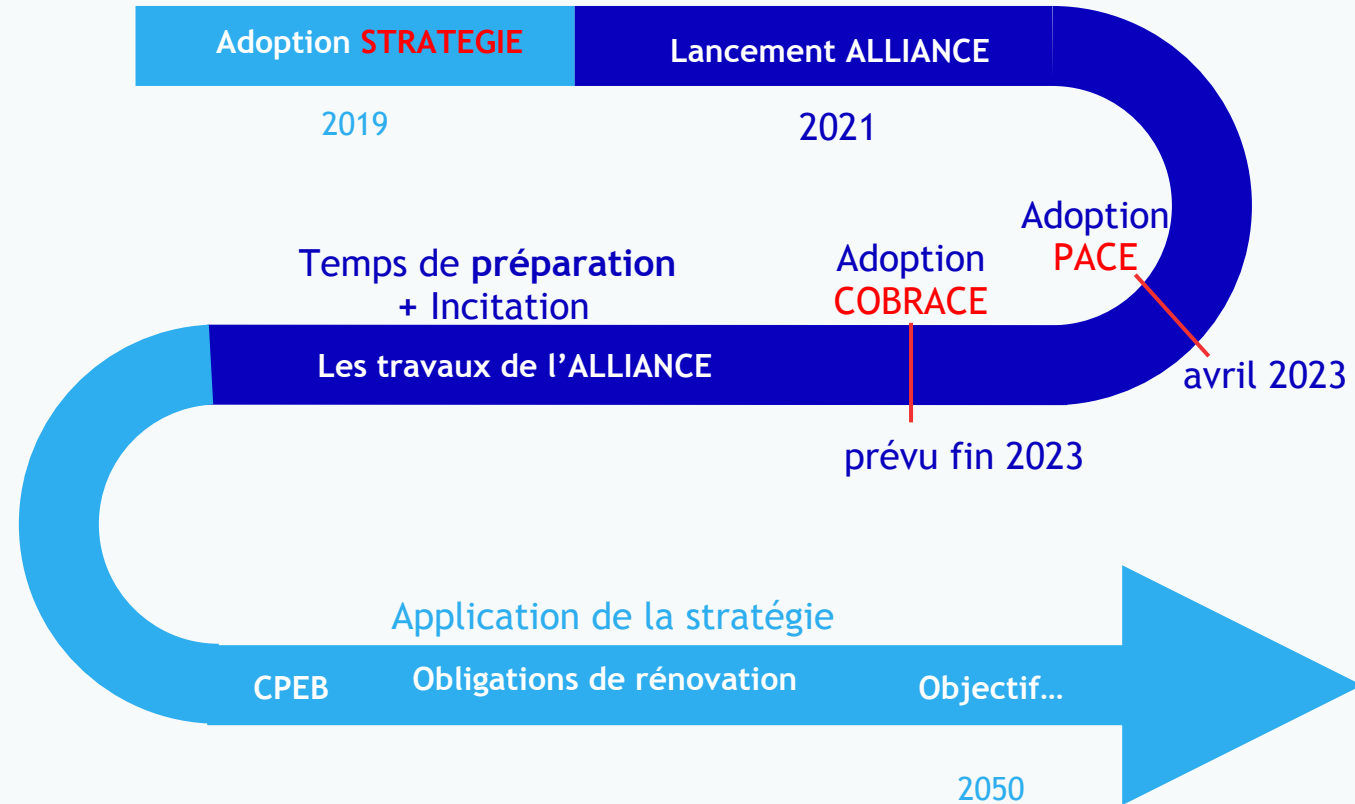 Adoption STRATEGIE
Lancement ALLIANCE
2019
2021
Adoption
PACE
avril 2023
Adoption
COBRACE
prévu fin 2023
Temps de préparation
+ Incitation
Les travaux de l’ALLIANCE
Application de la stratégie
CPEB
Obligations de rénovation
Objectif…
2050